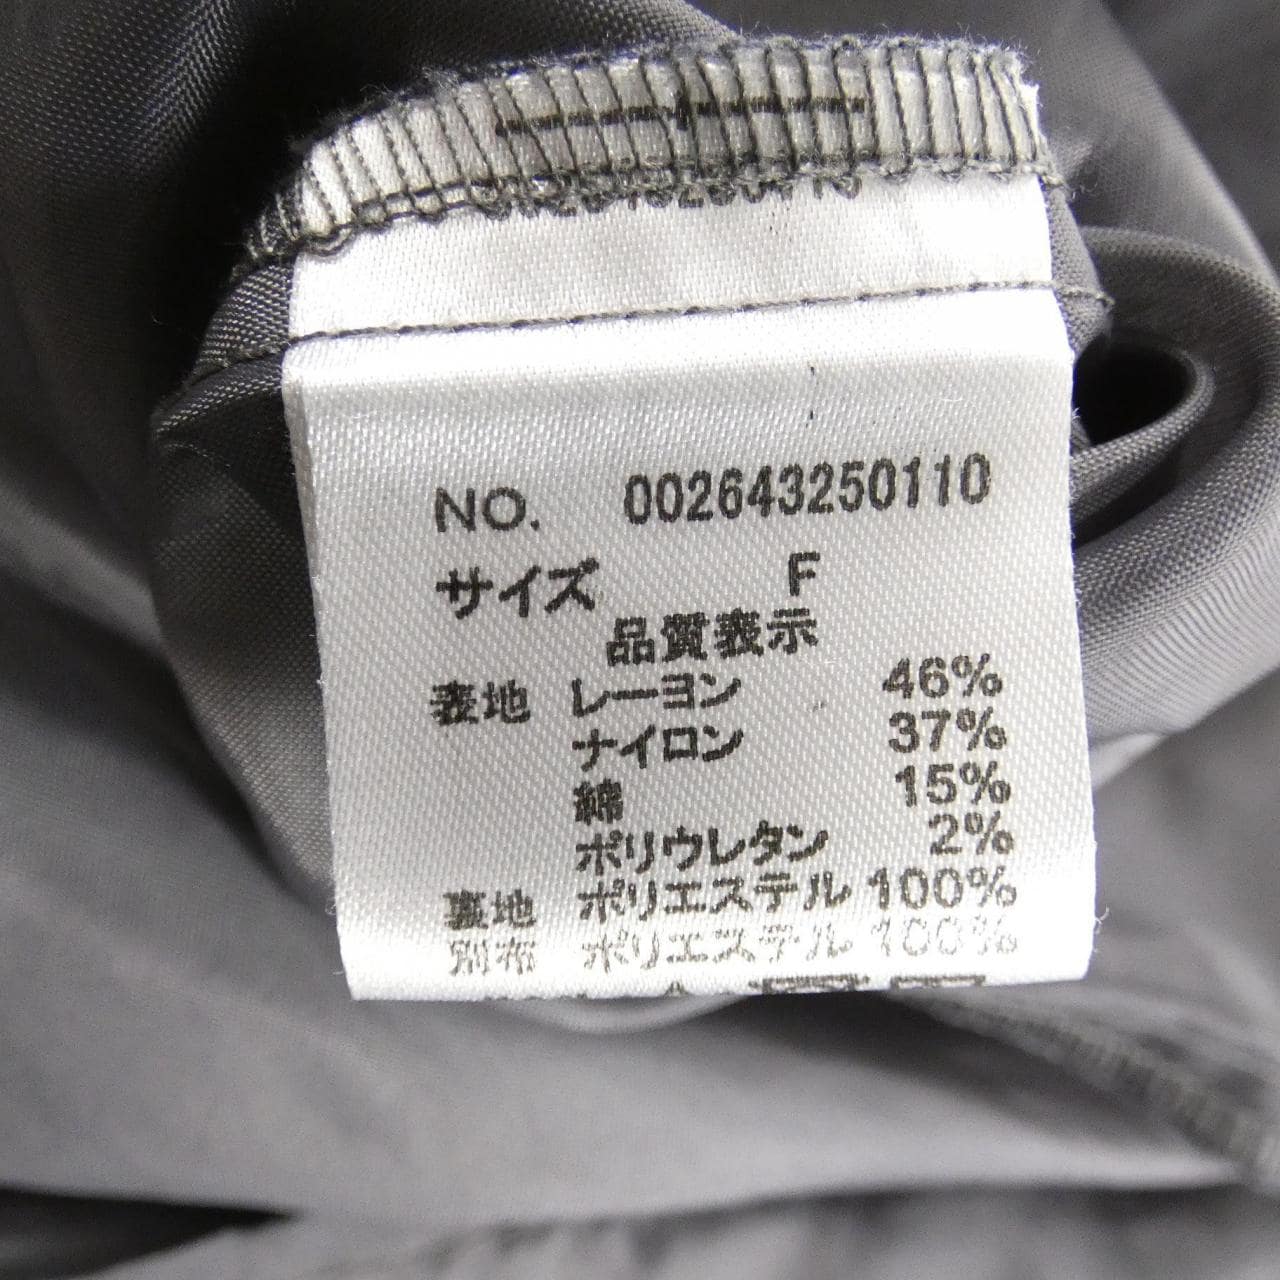 NO. 002643250110
サイズ F
品質表示
表地 レーヨン 46%
ナイロン 37%
綿 15%
ポリウレタン 2%
裏地 ポリエステル 100%
別布 ポリエステル 100%